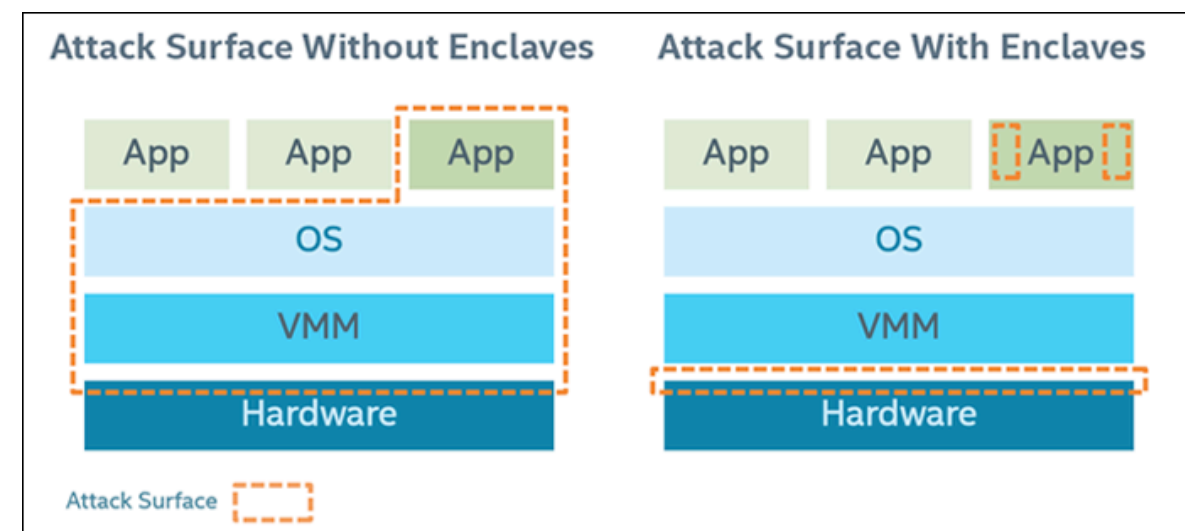 Attack Surface Without Enclaves
App App App
OS
VMM
Hardware
Attack Surface With Enclaves
App App App
OS
VMM
Hardware
Attack Surface